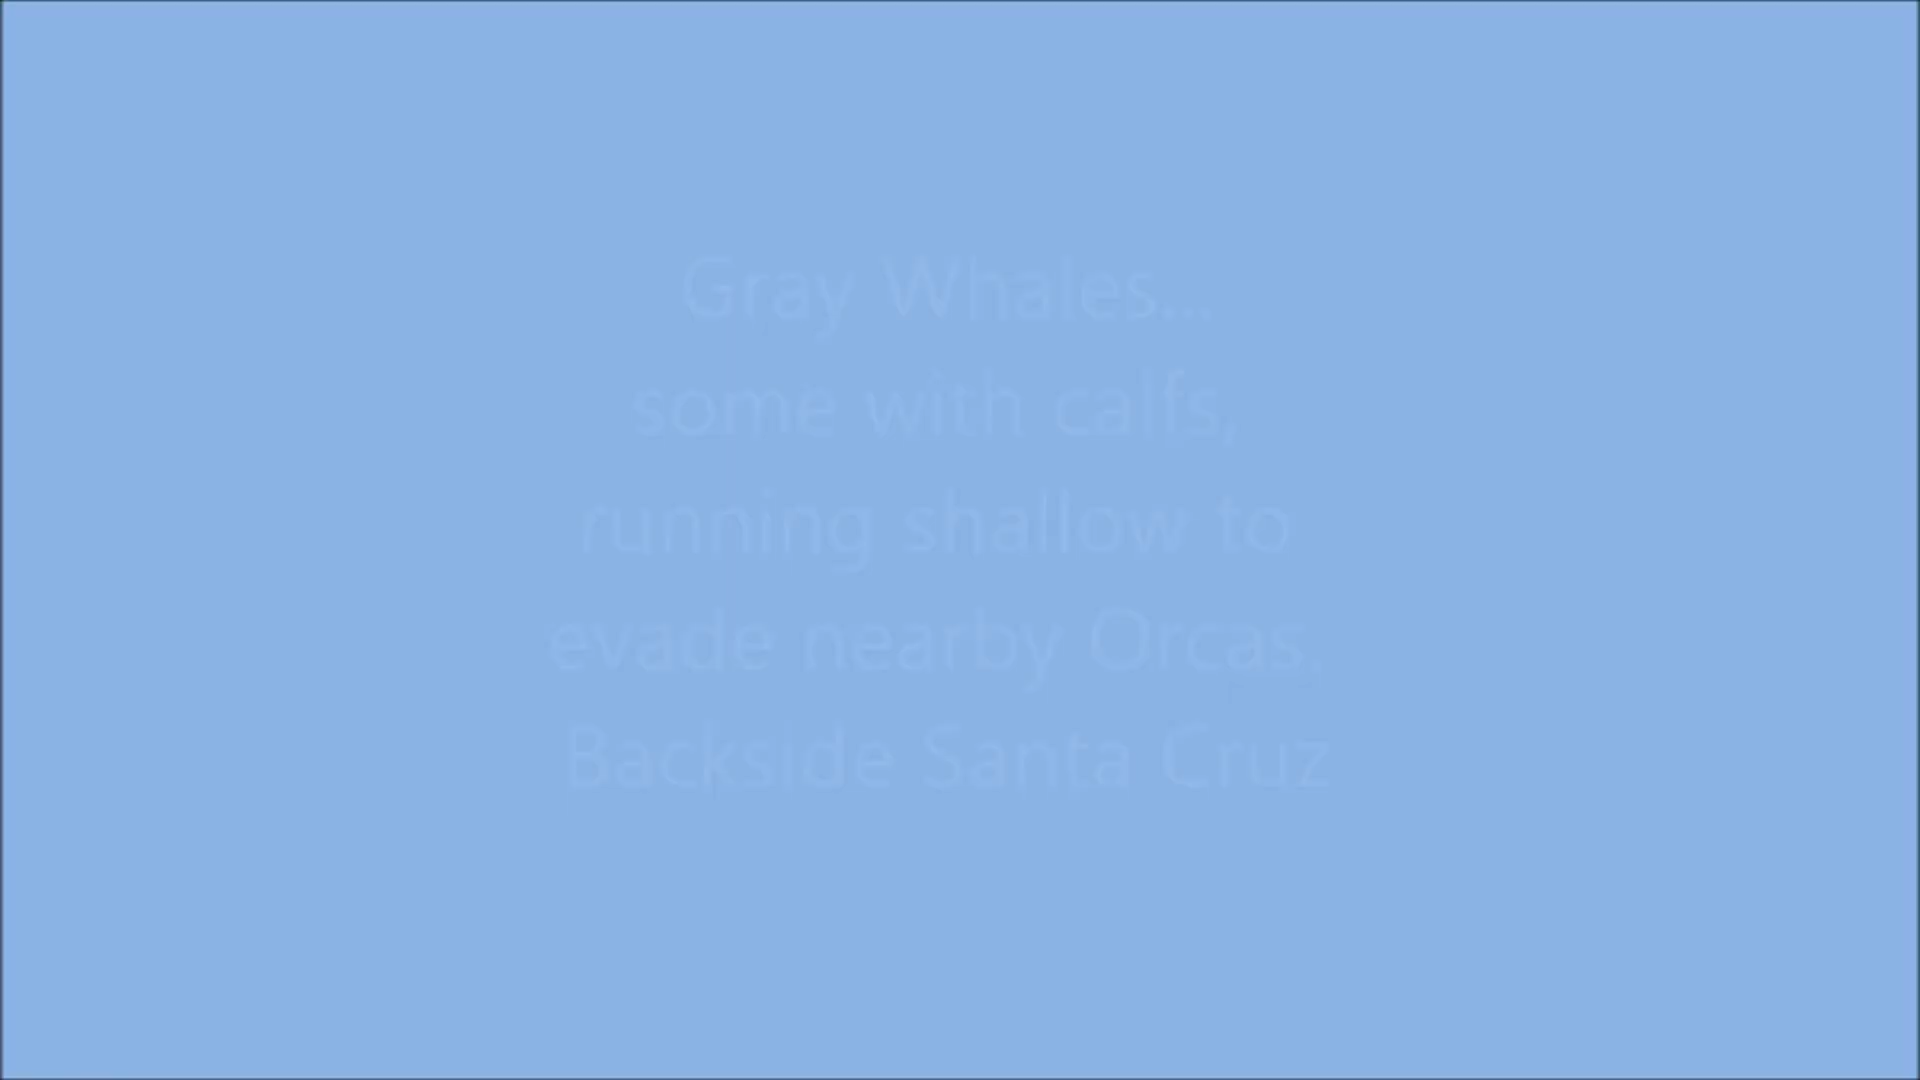 Gray Whales...
some with calfs,
running shallow to
evade nearby Orcas.
Backside Santa Cruz